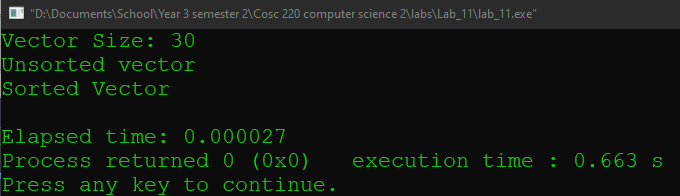 "D:\Documents\School\Year 3 semester 2\Cosc 220 computer science 2\labs\Lab_11\lab_11.exe"
Vector Size: 30
Unsorted vector
Sorted Vector
Elapsed time: 0.000027
Process returned 0 (0x0)   execution time : 0.663 s
Press any key to continue.